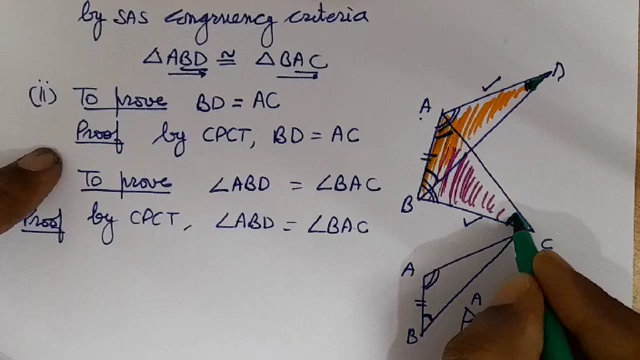 by SAS congruency criteria
△ABD ≅ △BAC
(ii) To prove BD = AC
Proof by CPCT, BD = AC
To prove ∠ABD = ∠BAC
Proof by CPCT, ∠ABD = ∠BAC
A
D
B
C
A
B
A